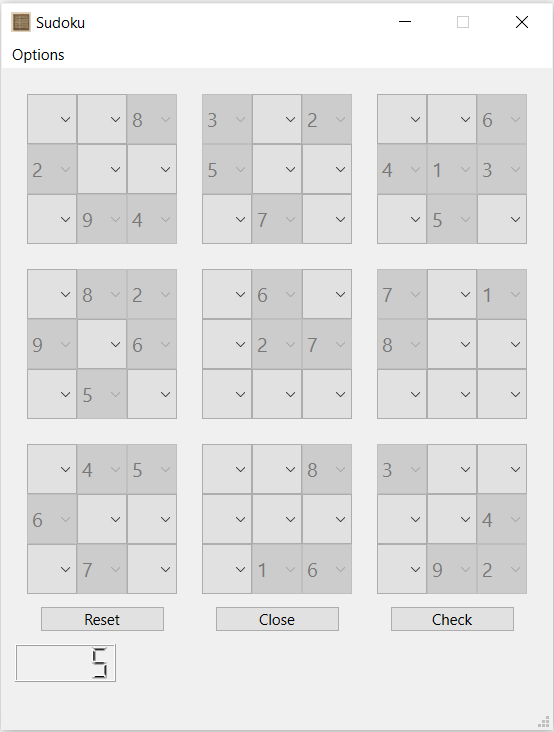 Sudoku
Options
8 3 2 6
2 5 4 1 3
9 4 7 5
8 2 6 7 1
9 6 2 7 8
5
4 5 8 3
6 4
7 1 6 9 2
Reset Close Check
5